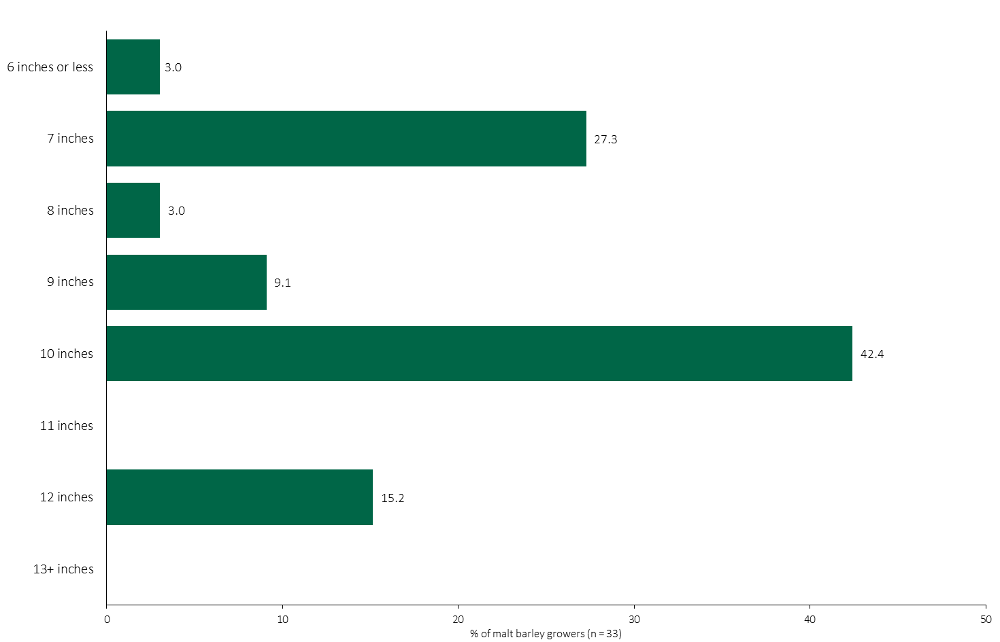 6 inches or less 3.0
7 inches 27.3
8 inches 3.0
9 inches 9.1
10 inches 42.4
11 inches
12 inches 15.2
13+ inches
0 10 20 30 40 50
% of malt barley growers (n = 33)